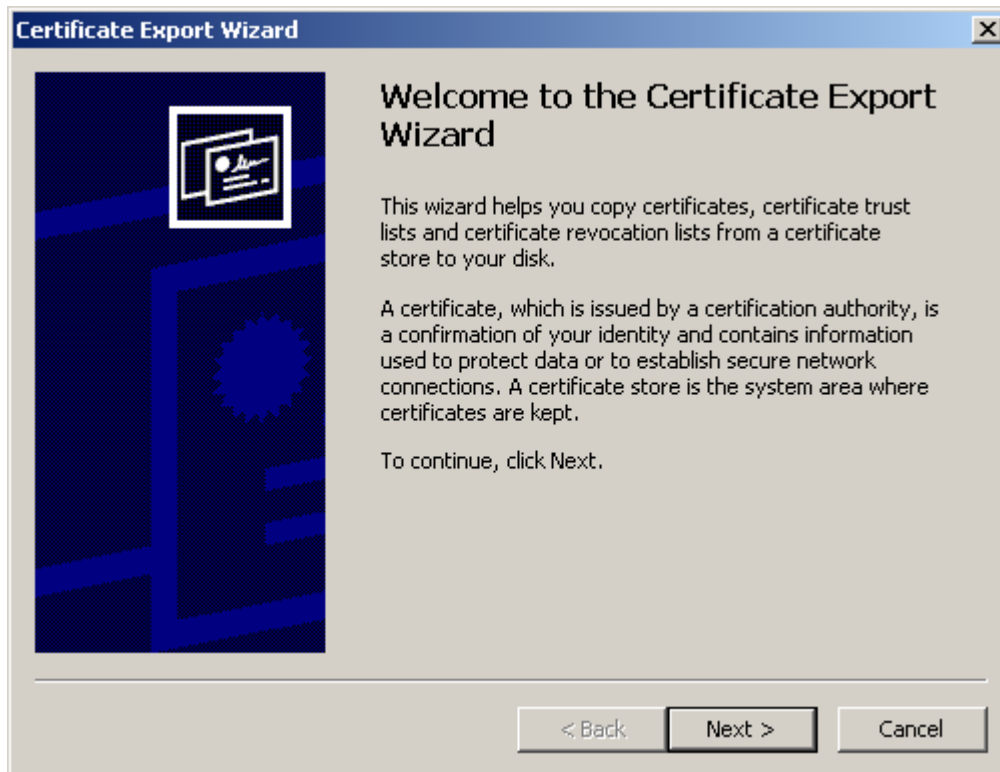 Certificate Export Wizard
Welcome to the Certificate Export
Wizard
This wizard helps you copy certificates, certificate trust
lists and certificate revocation lists from a certificate
store to your disk.
A certificate, which is issued by a certification authority, is
a confirmation of your identity and contains information
used to protect data or to establish secure network
connections. A certificate store is the system area where
certificates are kept.
To continue, click Next.
< Back
Next >
Cancel